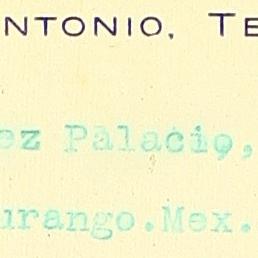 NTONIO, TE
ez Palacio,
urango.Mex.